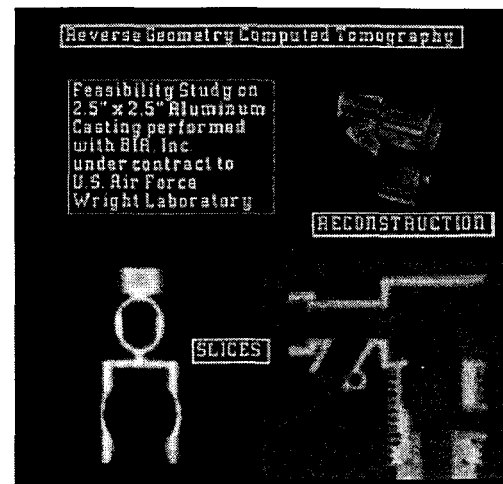 Reverse Geometry Computed Tomography
Feasibility Study on
2.5" x 2.5" Aluminum
Casting performed
with BIR, Inc.
under contract to
U.S. Air Force
Wright Laboratory
RECONSTRUCTION
SLICES